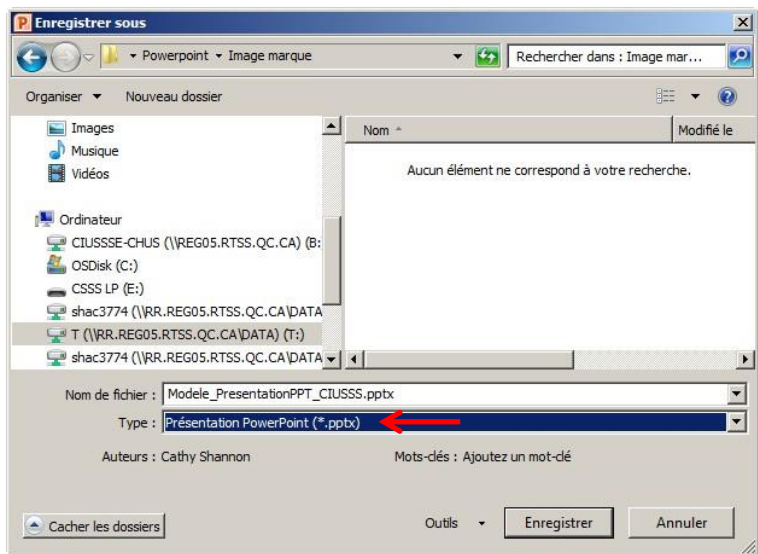 Enregistrer sous
Powerpoint Image marque
Rechercher dans : Image mar...
Organiser Nouveau dossier
Images
Musique
Vidéos
Ordinateur
CIUSSSE-CHUS (\\REG05.RTSS.QC.CA) (B:
OSDisk (C:)
CSSS LP (E:)
shac3774 (\\RR.REG05.RTSS.QC.CA\DATA
T (\\RR.REG05.RTSS.QC.CA\DATA) (T:)
shac3774 (\\RR.REG05.RTSS.QC.CA\DATA
Nom Modifié le
Aucun élément ne correspond à votre recherche.
Nom de fichier : Modele_PresentationPPT_CIUSSS.pptx
Type : Présentation PowerPoint (*.pptx)
Auteurs : Cathy Shannon Mots-clés : Ajoutez un mot-clé
Cacher les dossiers Outils Enregistrer Annuler